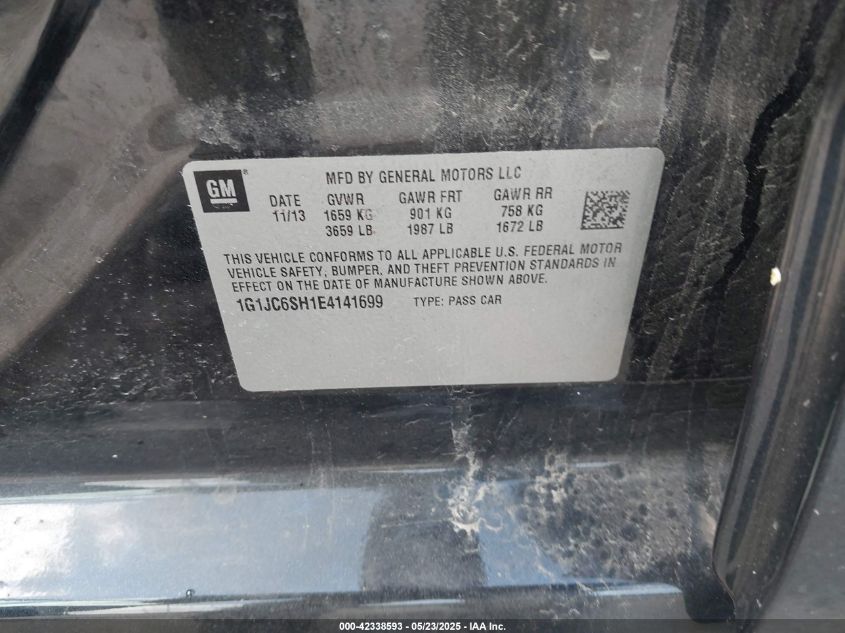 GM ®
MFD BY GENERAL MOTORS LLC
DATE GVWR GAWR FRT GAWR RR
11/13 1659 KG 901 KG 758 KG
3659 LB 1987 LB 1672 LB
THIS VEHICLE CONFORMS TO ALL APPLICABLE U.S. FEDERAL MOTOR
VEHICLE SAFETY, BUMPER, AND THEFT PREVENTION STANDARDS IN
EFFECT ON THE DATE OF MANUFACTURE SHOWN ABOVE.
1G1JC6SH1E4141699 TYPE: PASS CAR
000-42338593 — 05/23/2025 — IAA Inc.